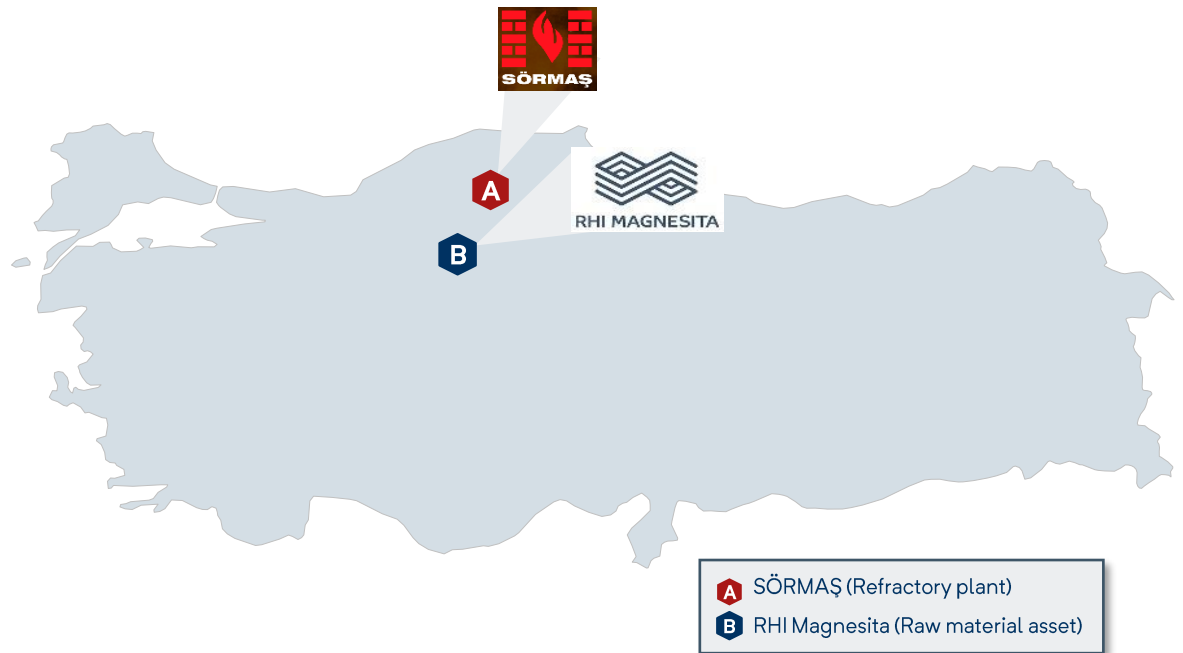 SÖRMAŞ
A
RHI MAGNESITA
B
A SÖRMAŞ (Refractory plant)
B RHI Magnesita (Raw material asset)